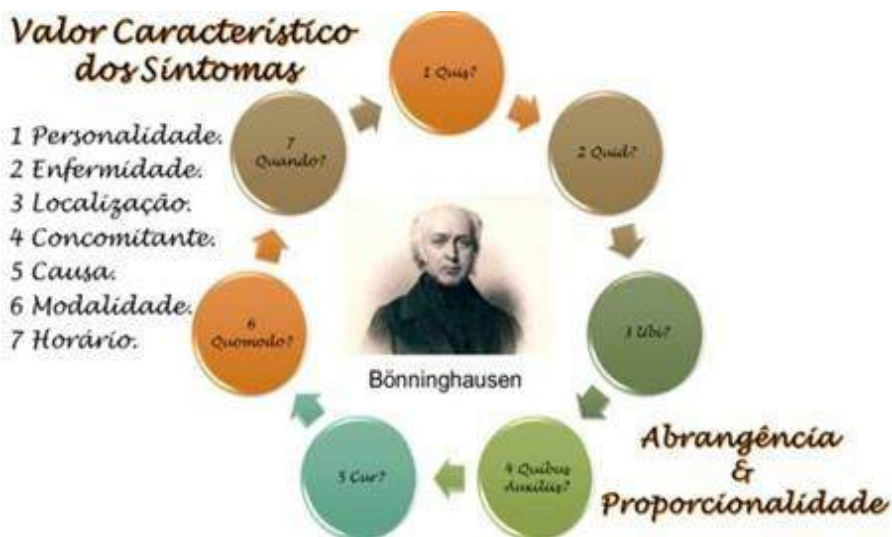 Valor Característico
dos Sintomas
1 Personalidade.
2 Enfermidade.
3 Localização.
4 Concomitante.
5 Causa.
6 Modalidade.
7 Horário.
1 Quis?
2 Quid?
3 Ubi?
4 Quibus
Auxiliis?
5 Cur?
6
Quomodo?
7
Quando?
Bönninghausen
Abrangência
&
Proporcionalidade